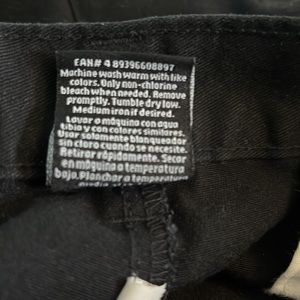 EAN# 4 89396608897
Machine wash warm with like
colors. Only non-chlorine
bleach when needed. Remove
promptly. Tumble dry low.
Medium iron if desired.
Lavar a máquina con agua
tibia y con colores similares.
Usar solamente blanqueador
sin cloro cuando se necesite.
Retirar rápidamente. Secar
en máquina a temperatura
baja. Planchar a temperatura